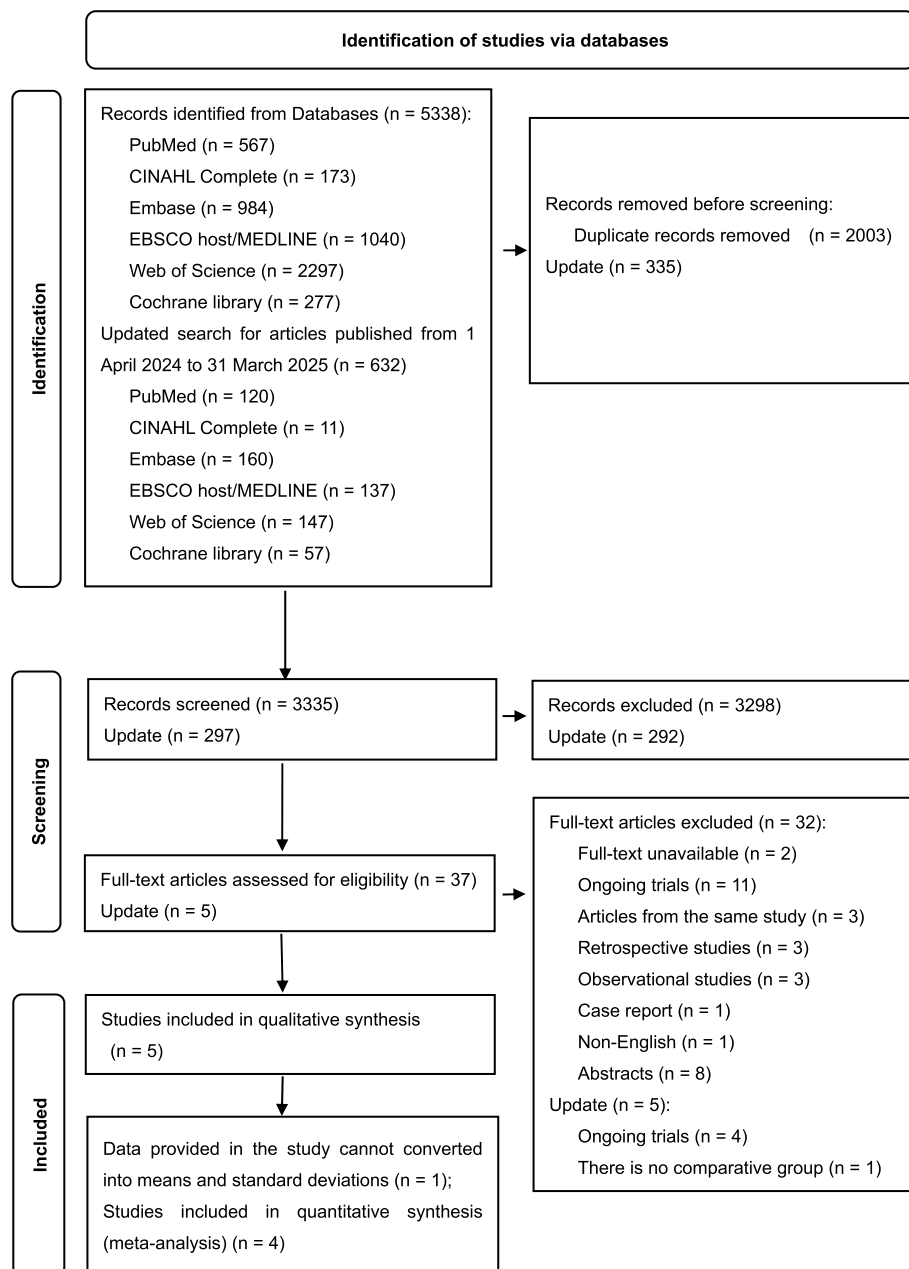 Identification of studies via databases
Identification
Records identified from Databases (n = 5338):
PubMed (n = 567)
CINAHL Complete (n = 173)
Embase (n = 984)
EBSCO host/MEDLINE (n = 1040)
Web of Science (n = 2297)
Cochrane library (n = 277)
Updated search for articles published from 1
April 2024 to 31 March 2025 (n = 632)
PubMed (n = 120)
CINAHL Complete (n = 11)
Embase (n = 160)
EBSCO host/MEDLINE (n = 137)
Web of Science (n = 147)
Cochrane library (n = 57)
Records removed before screening:
Duplicate records removed (n = 2003)
Update (n = 335)
Screening
Records screened (n = 3335)
Update (n = 297)
Records excluded (n = 3298)
Update (n = 292)
Full-text articles assessed for eligibility (n = 37)
Update (n = 5)
Full-text articles excluded (n = 32):
Full-text unavailable (n = 2)
Ongoing trials (n = 11)
Articles from the same study (n = 3)
Retrospective studies (n = 3)
Observational studies (n = 3)
Case report (n = 1)
Non-English (n = 1)
Abstracts (n = 8)
Update (n = 5):
Ongoing trials (n = 4)
There is no comparative group (n = 1)
Included
Studies included in qualitative synthesis
(n = 5)
Data provided in the study cannot converted
into means and standard deviations (n = 1);
Studies included in quantitative synthesis
(meta-analysis) (n = 4)